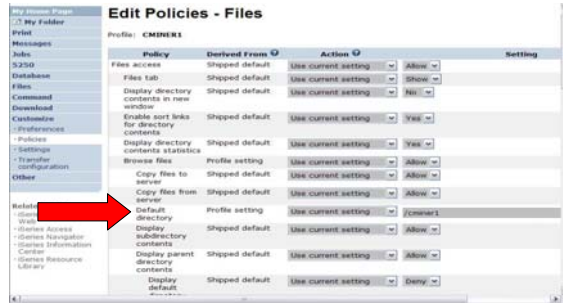 My Home Page
My Folder
Print
Messages
Jobs
5250
Database
Files
Command
Download
Customize
Preferences
Policies
Settings
Transfer
configuration
Other
Relate
iSeries
Web
iSeries Access
iSeries Navigator
iSeries Information
Center
iSeries Resource
Library
Edit Policies - Files
Profile: CMINER1
Policy Derived From Action Setting
Files access Shipped default Use current setting Allow
Files tab Shipped default Use current setting Show
Display directory Shipped default Use current setting No
contents in new
window
Enable sort links Shipped default Use current setting Yes
for directory
contents
Display directory Shipped default Use current setting Yes
contents statistics
Browse files Profile setting Use current setting Allow
Copy files to Shipped default Use current setting Allow
server
Copy files from Shipped default Use current setting Allow
server
Default Profile setting Use current setting /cminer1
directory
Display Shipped default Use current setting Allow
subdirectory
contents
Display parent Shipped default Use current setting Allow
directory
contents
Display Shipped default Use current setting Deny
default